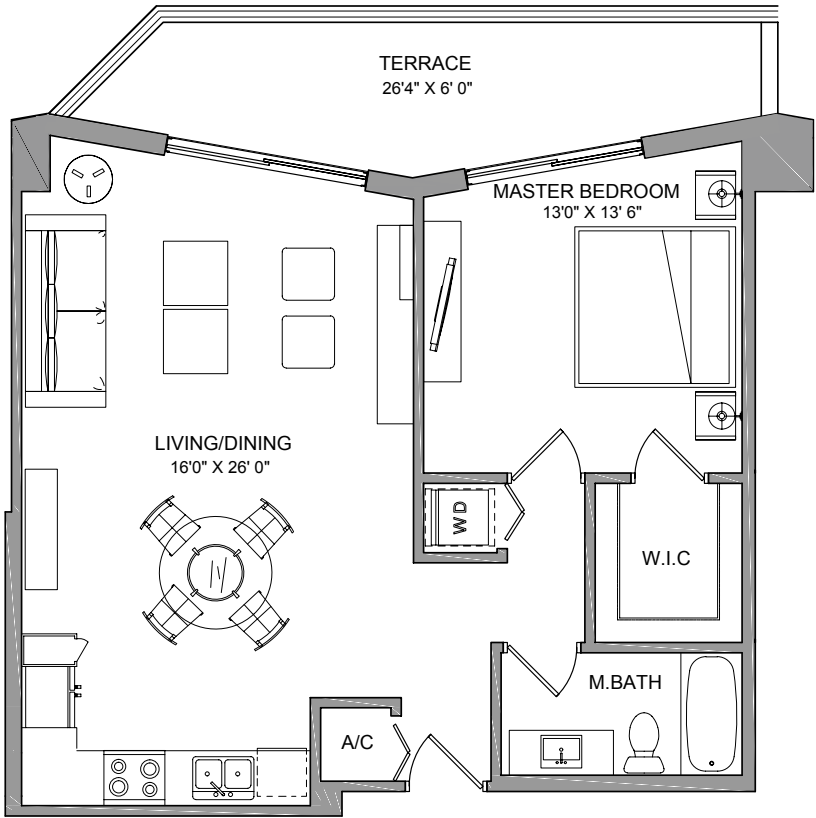 TERRACE
26'4" X 6' 0"
MASTER BEDROOM
13'0" X 13' 6"
LIVING/DINING
16'0" X 26' 0"
WD
W.I.C
M.BATH
A/C